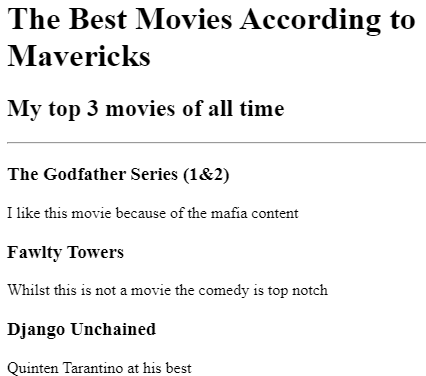 The Best Movies According to
Mavericks
My top 3 movies of all time
The Godfather Series (1&2)
I like this movie because of the mafia content
Fawlty Towers
Whilst this is not a movie the comedy is top notch
Django Unchained
Quinten Tarantino at his best